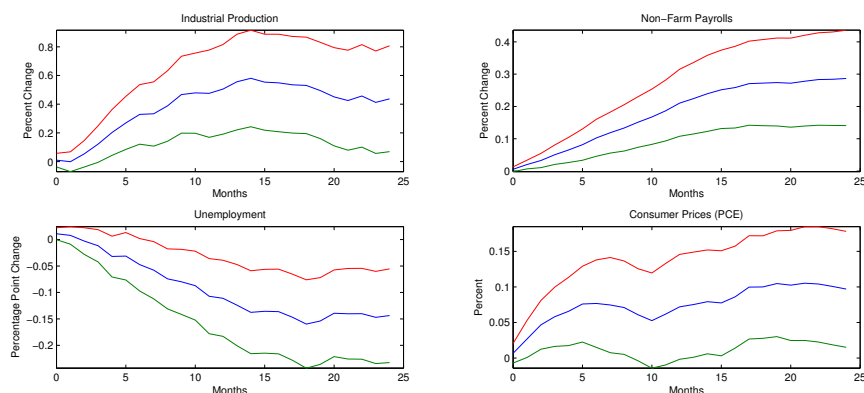 Industrial Production
Percent Change
0.8
0.6
0.4
0.2
0
0 5 10 15 20 25
Months
Non−Farm Payrolls
Percent Change
0.4
0.3
0.2
0.1
0
0 5 10 15 20 25
Months
Unemployment
Percentage Point Change
0
−0.05
−0.1
−0.15
−0.2
0 5 10 15 20 25
Months
Consumer Prices (PCE)
Percent
0.15
0.1
0.05
0
0 5 10 15 20 25
Months